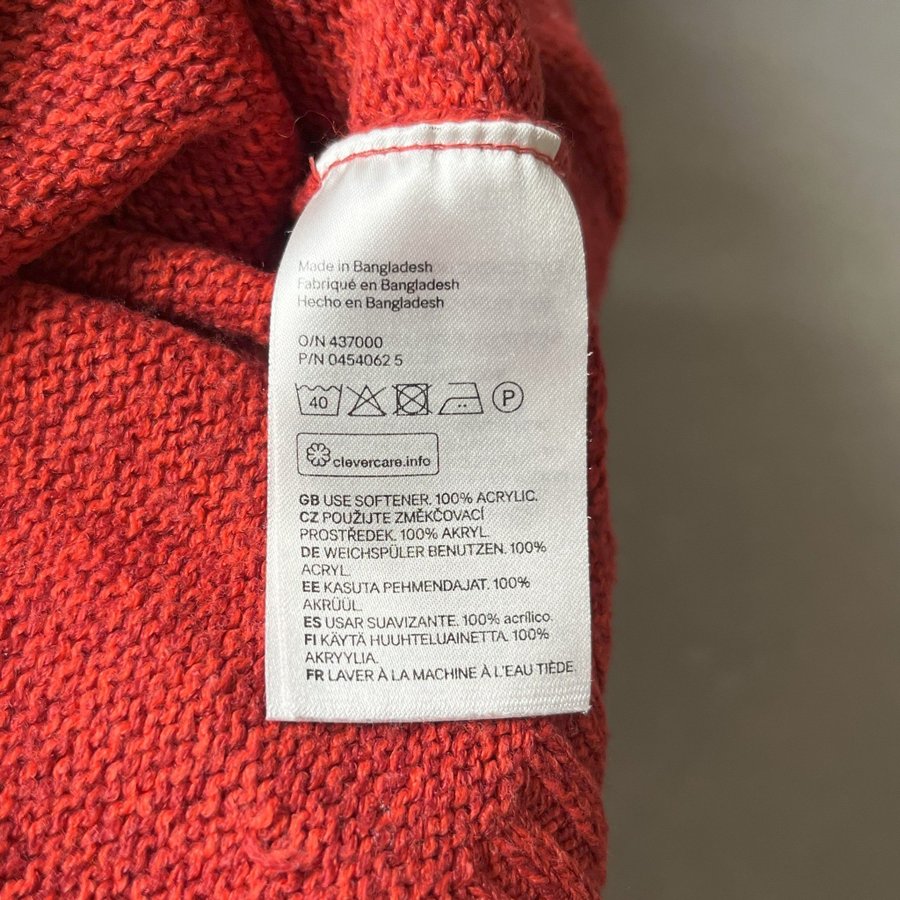 Made in Bangladesh
Fabriqué en Bangladesh
Hecho en Bangladesh
O/N 437000
P/N 0454062 5
40 P
clevercare.info
GB USE SOFTENER. 100% ACRYLIC.
CZ POUŽIJTE ZMĚKČOVACÍ
PROSTŘEDEK. 100% AKRYL.
DE WEICHSPÜLER BENUTZEN. 100%
ACRYL.
EE KASUTA PEHMENDAJAT. 100%
AKRÜÜL.
ES USAR SUAVIZANTE. 100% acrílico.
FI KÄYTÄ HUUHTELUAINETTA. 100%
AKRYYLIA.
FR LAVER À LA MACHINE À L'EAU TIÈDE.